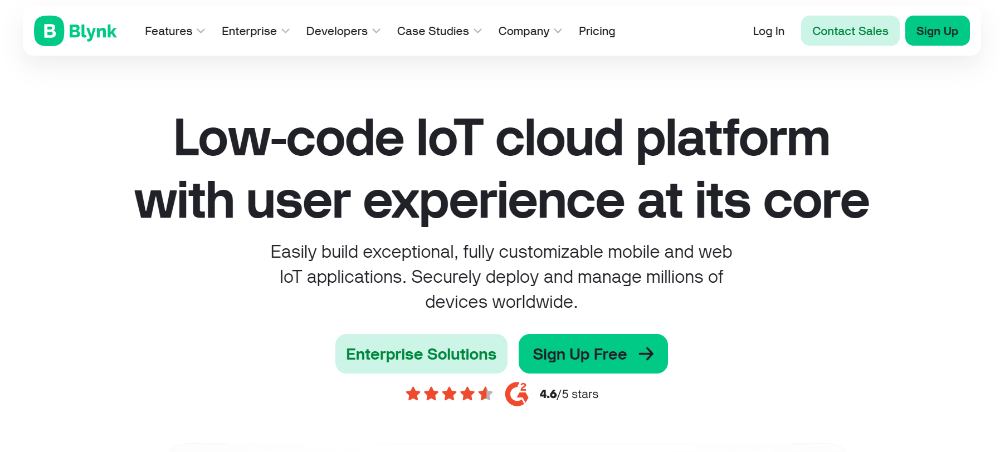 B Blynk
Features
Enterprise
Developers
Case Studies
Company
Pricing
Log In
Contact Sales
Sign Up
Low-code IoT cloud platform
with user experience at its core
Easily build exceptional, fully customizable mobile and web
IoT applications. Securely deploy and manage millions of
devices worldwide.
Enterprise Solutions
Sign Up Free
G2
4.6/5 stars